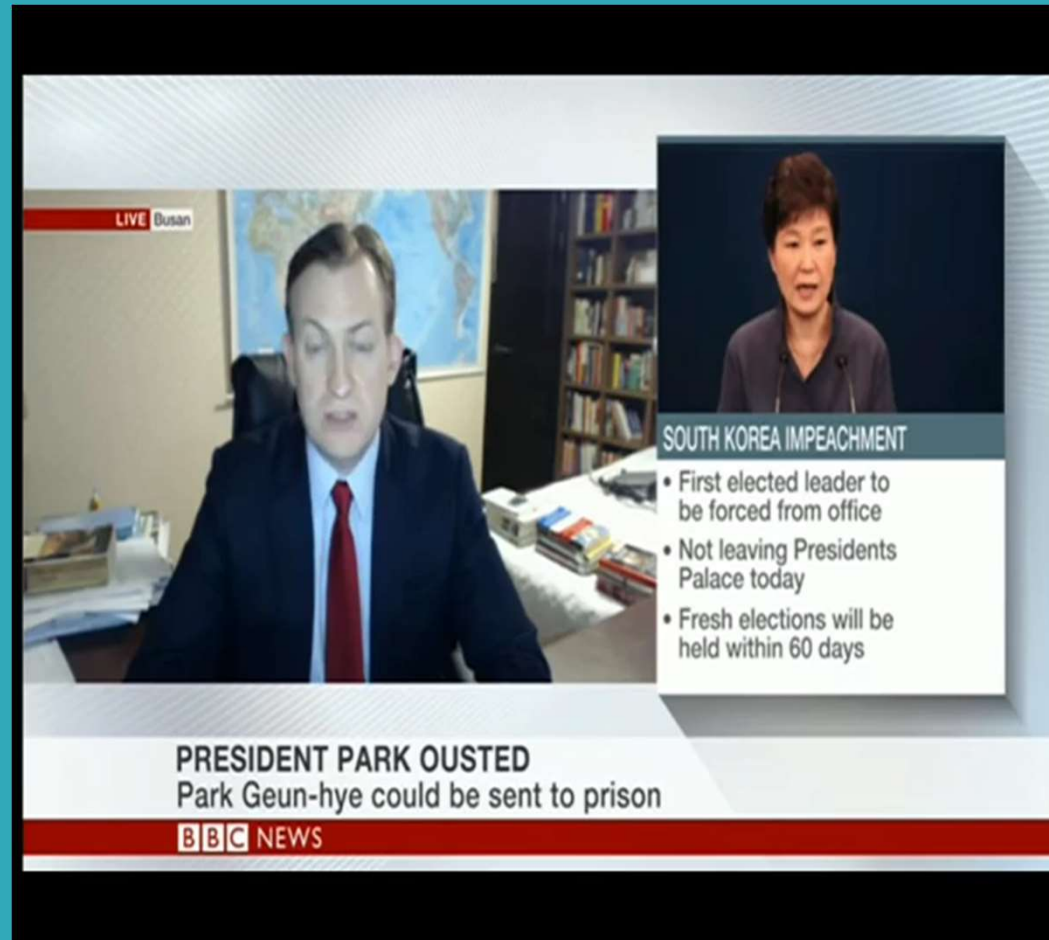 LIVE Busan
SOUTH KOREA IMPEACHMENT
• First elected leader to
be forced from office
• Not leaving Presidents
Palace today
• Fresh elections will be
held within 60 days
PRESIDENT PARK OUSTED
Park Geun-hye could be sent to prison
BBC NEWS